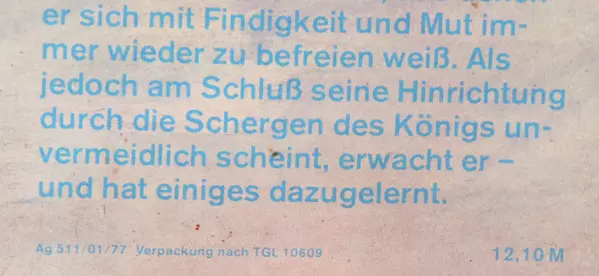 er sich mit Findigkeit und Mut im-
mer wieder zu befreien weiß. Als
jedoch am Schluß seine Hinrichtung
durch die Schergen des Königs un-
vermeidlich scheint, erwacht er –
und hat einiges dazugelernt.
Ag 511/01/77 Verpackung nach TGL 10609 12,10 M